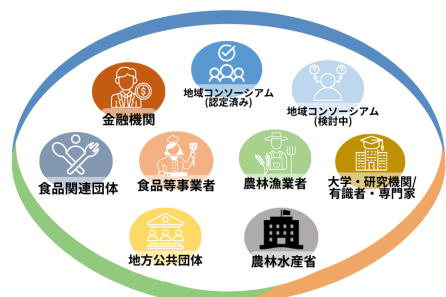 地域コンソーシアム
(認定済み)
金融機関
地域コンソーシアム
(検討中)
食品関連団体
食品等事業者
農林漁業者
大学・研究機関/
有識者・専門家
地方公共団体
農林水産省